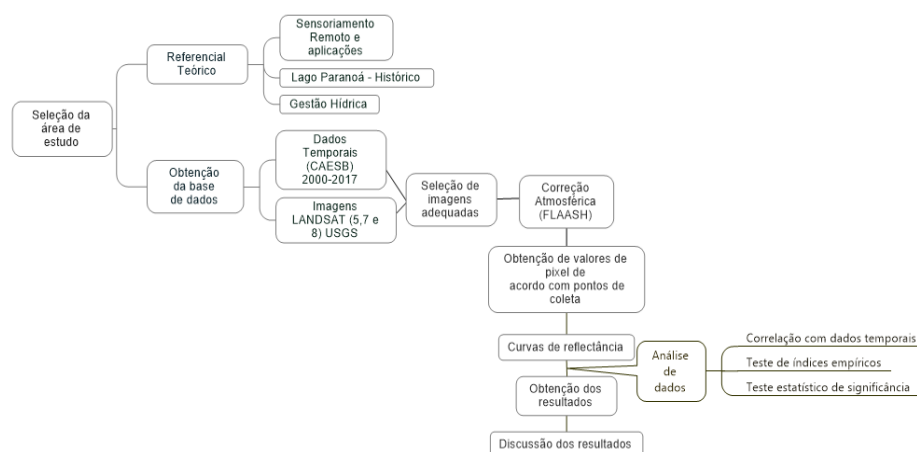 Seleção da
área de
estudo
Referencial
Teórico
Sensoriamento
Remoto e
aplicações
Lago Paranoá - Histórico
Gestão Hídrica
Obtenção
da base
de dados
Dados
Temporais
(CAESB)
2000-2017
Imagens
LANDSAT (5,7 e
8) USGS
Seleção de
imagens
adequadas
Correção
Atmosférica
(FLAASH)
Obtenção de valores de
pixel de
acordo com pontos de
coleta
Curvas de reflectância
Análise
de
dados
Correlação com dados temporais
Teste de índices empíricos
Teste estatístico de significância
Obtenção dos
resultados
Discussão dos resultados